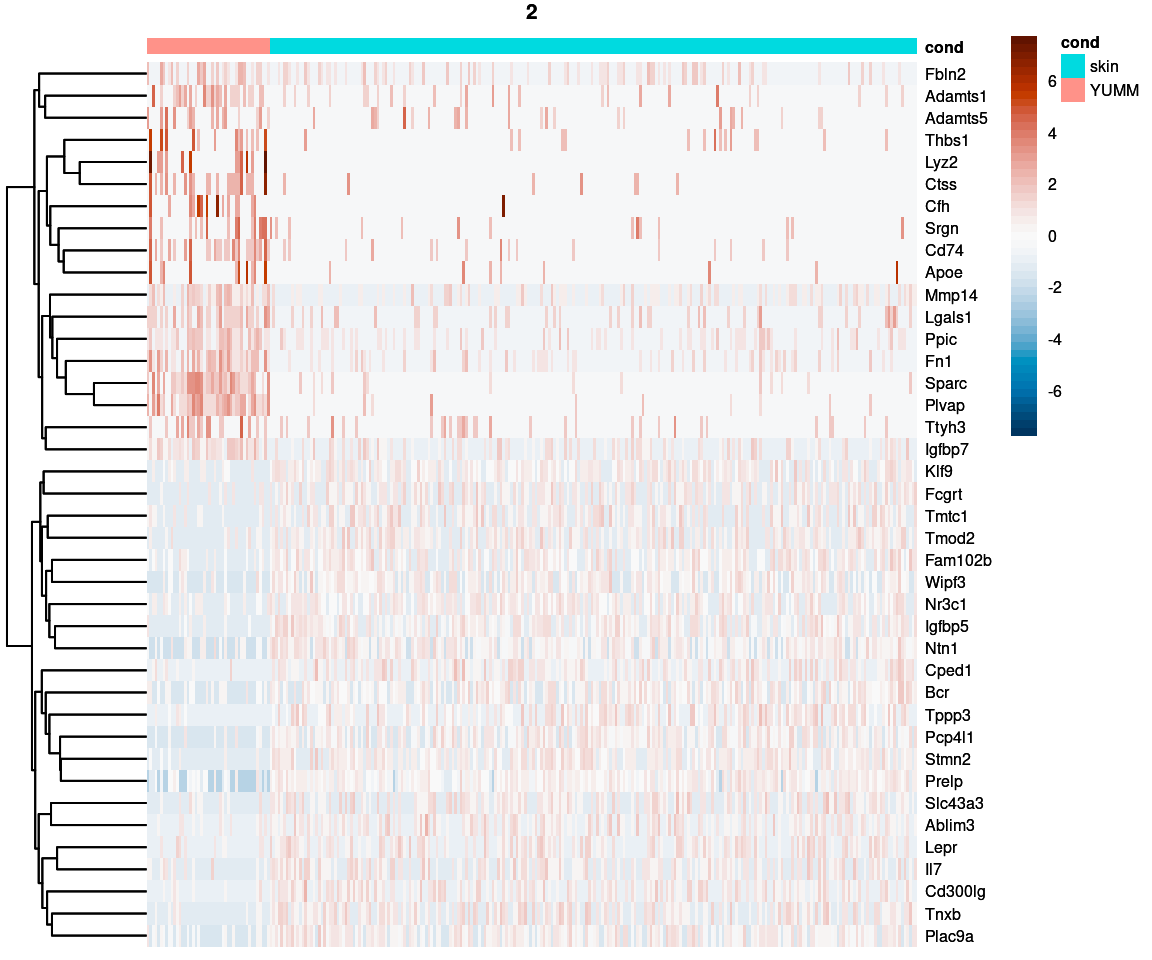 2
cond
Fbln2
Adamts1
Adamts5
Thbs1
Lyz2
Ctss
Cfh
Srgn
Cd74
Apoe
Mmp14
Lgals1
Ppic
Fn1
Sparc
Plvap
Ttyh3
Igfbp7
Klf9
Fcgrt
Tmtc1
Tmod2
Fam102b
Wipf3
Nr3c1
Igfbp5
Ntn1
Cped1
Bcr
Tppp3
Pcp4l1
Stmn2
Prelp
Slc43a3
Ablim3
Lepr
Il7
Cd300lg
Tnxb
Plac9a
6
4
2
0
-2
-4
-6
cond
skin
YUMM